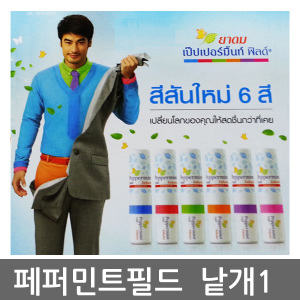 ยาดม
เป๊ปเปอร์มิ้นท์ ฟิลด์
สีสันใหม่ 6 สี
เปลี่ยนโลกของคุณให้สดชื่นกว่าที่เคย
페퍼민트필드 낱개1